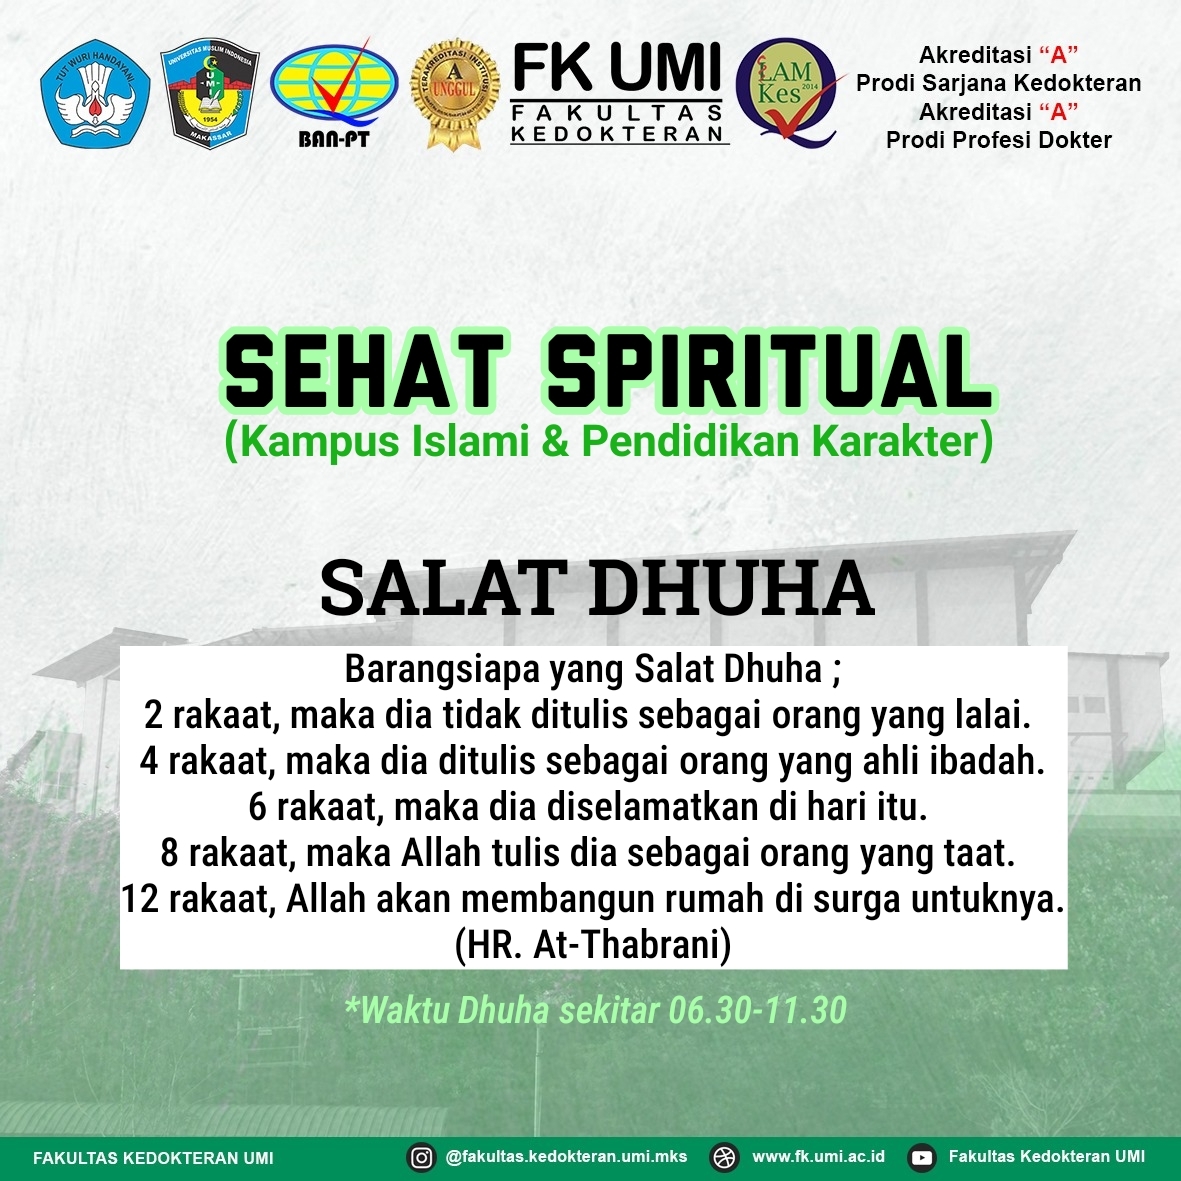 TUT WURI HANDAYANI
UNIVERSITAS MUSLIM INDONESIA
UMI
1954
MAKASSAR
BAN-PT
TERAKREDITASI INSTITUSI
A
UNGGUL
FK UMI
FAKULTAS
KEDOKTERAN
LAM
Kes
2014
Akreditasi “A”
Prodi Sarjana Kedokteran
Akreditasi “A”
Prodi Profesi Dokter
SEHAT SPIRITUAL
(Kampus Islami & Pendidikan Karakter)
SALAT DHUHA
Barangsiapa yang Salat Dhuha ;
2 rakaat, maka dia tidak ditulis sebagai orang yang lalai.
4 rakaat, maka dia ditulis sebagai orang yang ahli ibadah.
6 rakaat, maka dia diselamatkan di hari itu.
8 rakaat, maka Allah tulis dia sebagai orang yang taat.
12 rakaat, Allah akan membangun rumah di surga untuknya.
(HR. At-Thabrani)
*Waktu Dhuha sekitar 06.30-11.30
FAKULTAS KEDOKTERAN UMI
@fakultas.kedokteran.umi.mks
www.fk.umi.ac.id
Fakultas Kedokteran UMI